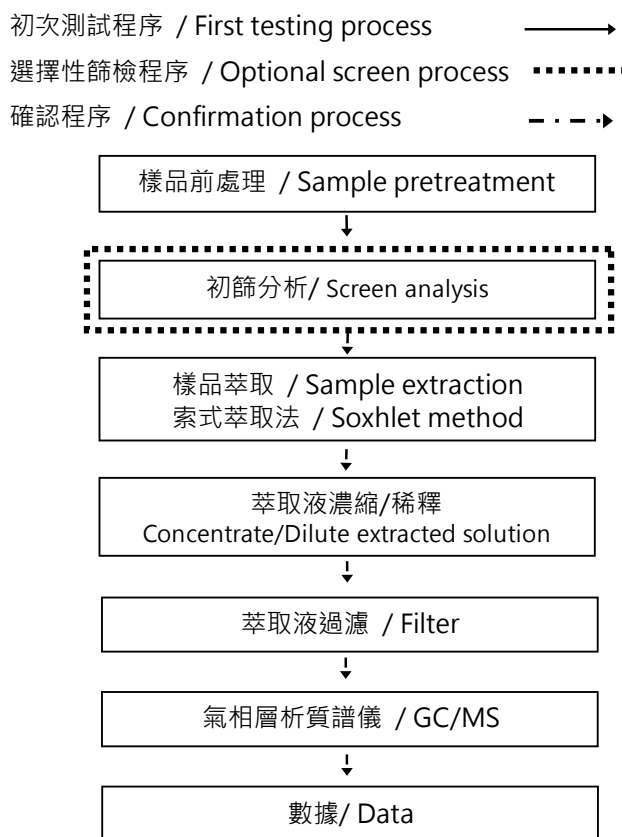 初次測試程序 / First testing process
選擇性篩檢程序 / Optional screen process
確認程序 / Confirmation process
樣品前處理 / Sample pretreatment
初篩分析/ Screen analysis
樣品萃取 / Sample extraction
索式萃取法 / Soxhlet method
萃取液濃縮/稀釋
Concentrate/Dilute extracted solution
萃取液過濾 / Filter
氣相層析質譜儀 / GC/MS
數據/ Data